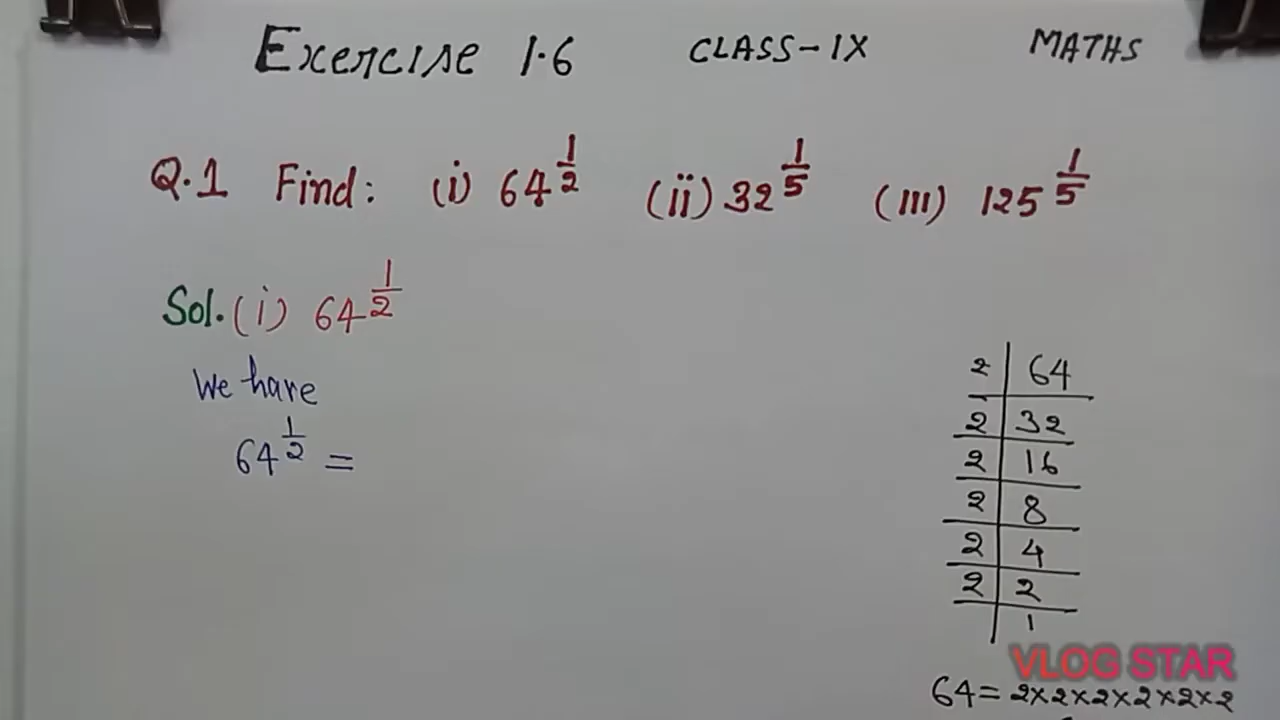 Exercise 1.6 CLASS-IX MATHS
Q.1 Find: (i) 64^1/2 (ii) 32^1/5 (III) 125^1/5
Sol. (i) 64^1/2
We have
64^1/2 =
2 | 64
2 | 32
2 | 16
2 | 8
2 | 4
2 | 2
| 1
VLOG STAR
64 = 2×2×2×2×2×2